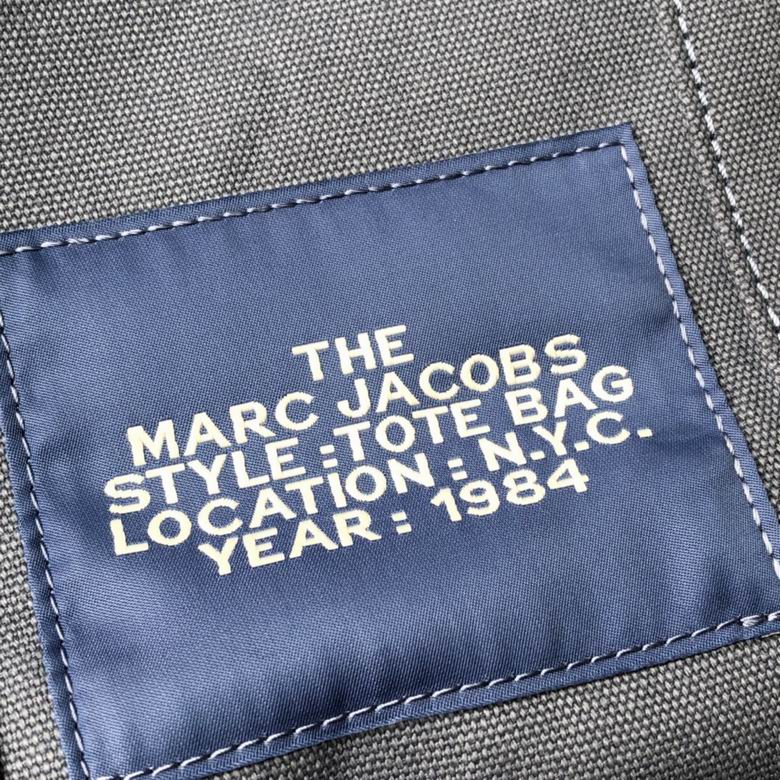 THE
MARC JACOBS
STYLE :TOTE BAG
LOCATION : N.Y.C.
YEAR : 1984